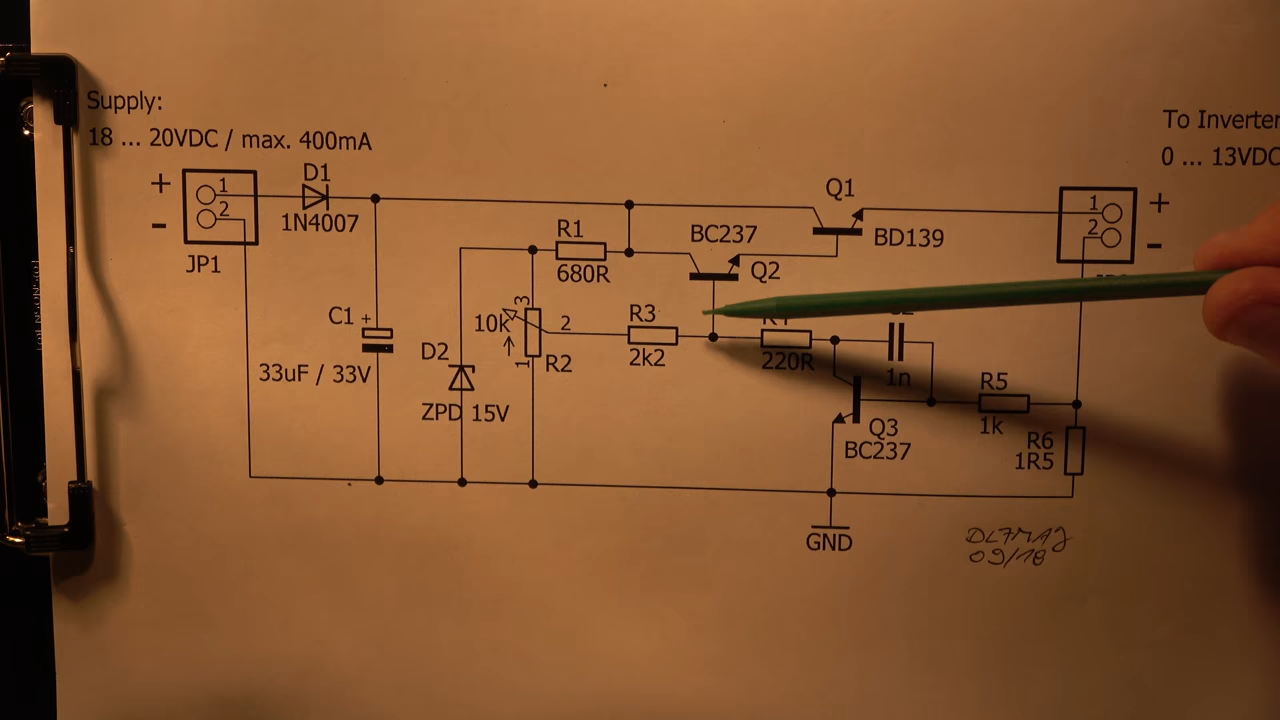 Supply:
18 ... 20VDC / max. 400mA
To Inverter
0 ... 13VDC
+
1
2
-
JP1
D1
1N4007
Q1
BD139
1
2
+
-
R1
680R
BC237
Q2
C1 +
33uF / 33V
D2
ZPD 15V
10k
3
2
1
R2
R3
2k2
220R
1n
Q3
BC237
R5
1k
R6
1R5
GND
DL7MAJ
09/18